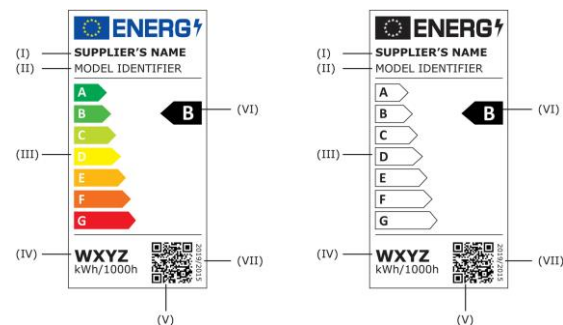 ENERG
(I) SUPPLIER'S NAME
(II) MODEL IDENTIFIER
A
B B (VI)
C
(III) D
E
F
G
(IV) WXYZ
kWh/1000h
2019/2015 (VII)
(V)
ENERG
(I) SUPPLIER'S NAME
(II) MODEL IDENTIFIER
A
B B (VI)
C
(III) D
E
F
G
(IV) WXYZ
kWh/1000h
2019/2015 (VII)
(V)